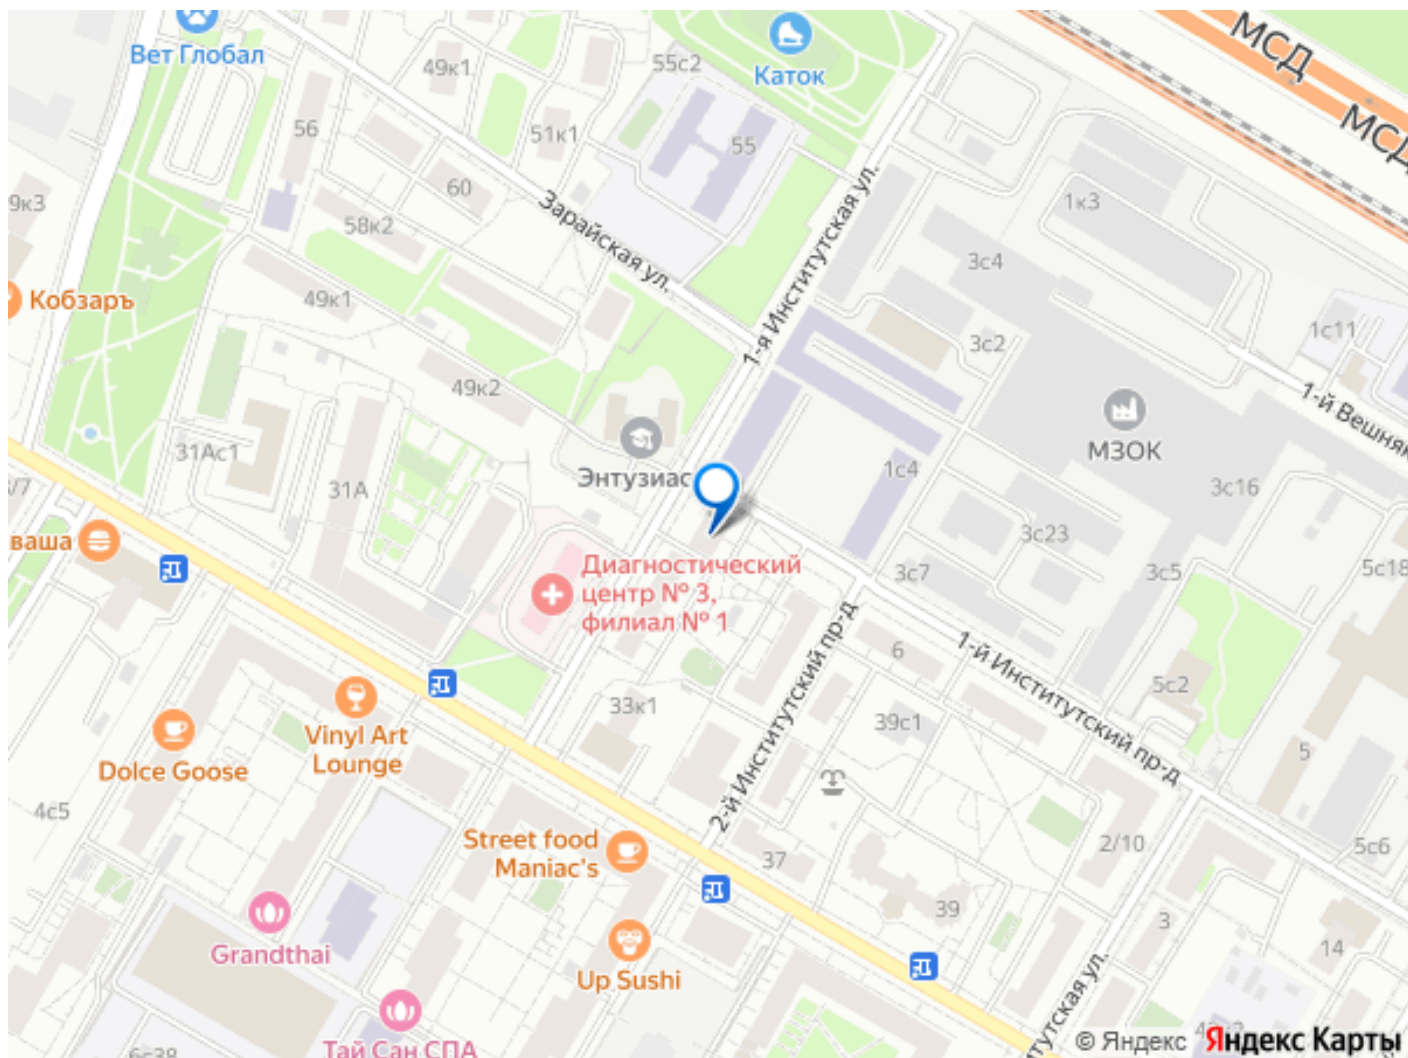 МСД
МСД
Вет Глобал
49к1
55с2
Каток
56
51к1
55
60
Зарайская ул.
1-я Институтская ул.
1к3
9к3
58к2
3с4
Кобзаръ
49к1
3с2
1с11
49к2
МЗОК
31Ас1
Энтузиас
1с4
3с16
31А
3с23
/7
ваша
Диагностический
центр № 3,
филиал № 1
3с7
3с5
5с18
6
1-й Институтский пр-д
2-й Институтский пр-д
5с2
33к1
39с1
Vinyl Art
Lounge
Dolce Goose
5
4с5
Street food
Maniac's
37
2/10
5с6
39
3
14
Grandthai
Up Sushi
Тай Сан СПА
6с38
© Яндекс Яндекс Карты